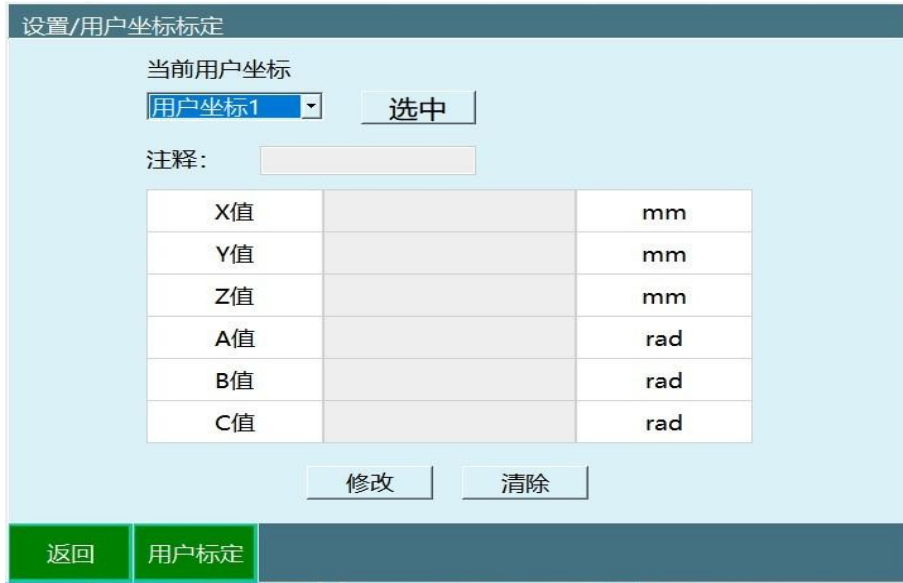 设置/用户坐标标定
当前用户坐标
用户坐标1 选中
注释：
X值 mm
Y值 mm
Z值 mm
A值 rad
B值 rad
C值 rad
修改 清除
返回 用户标定